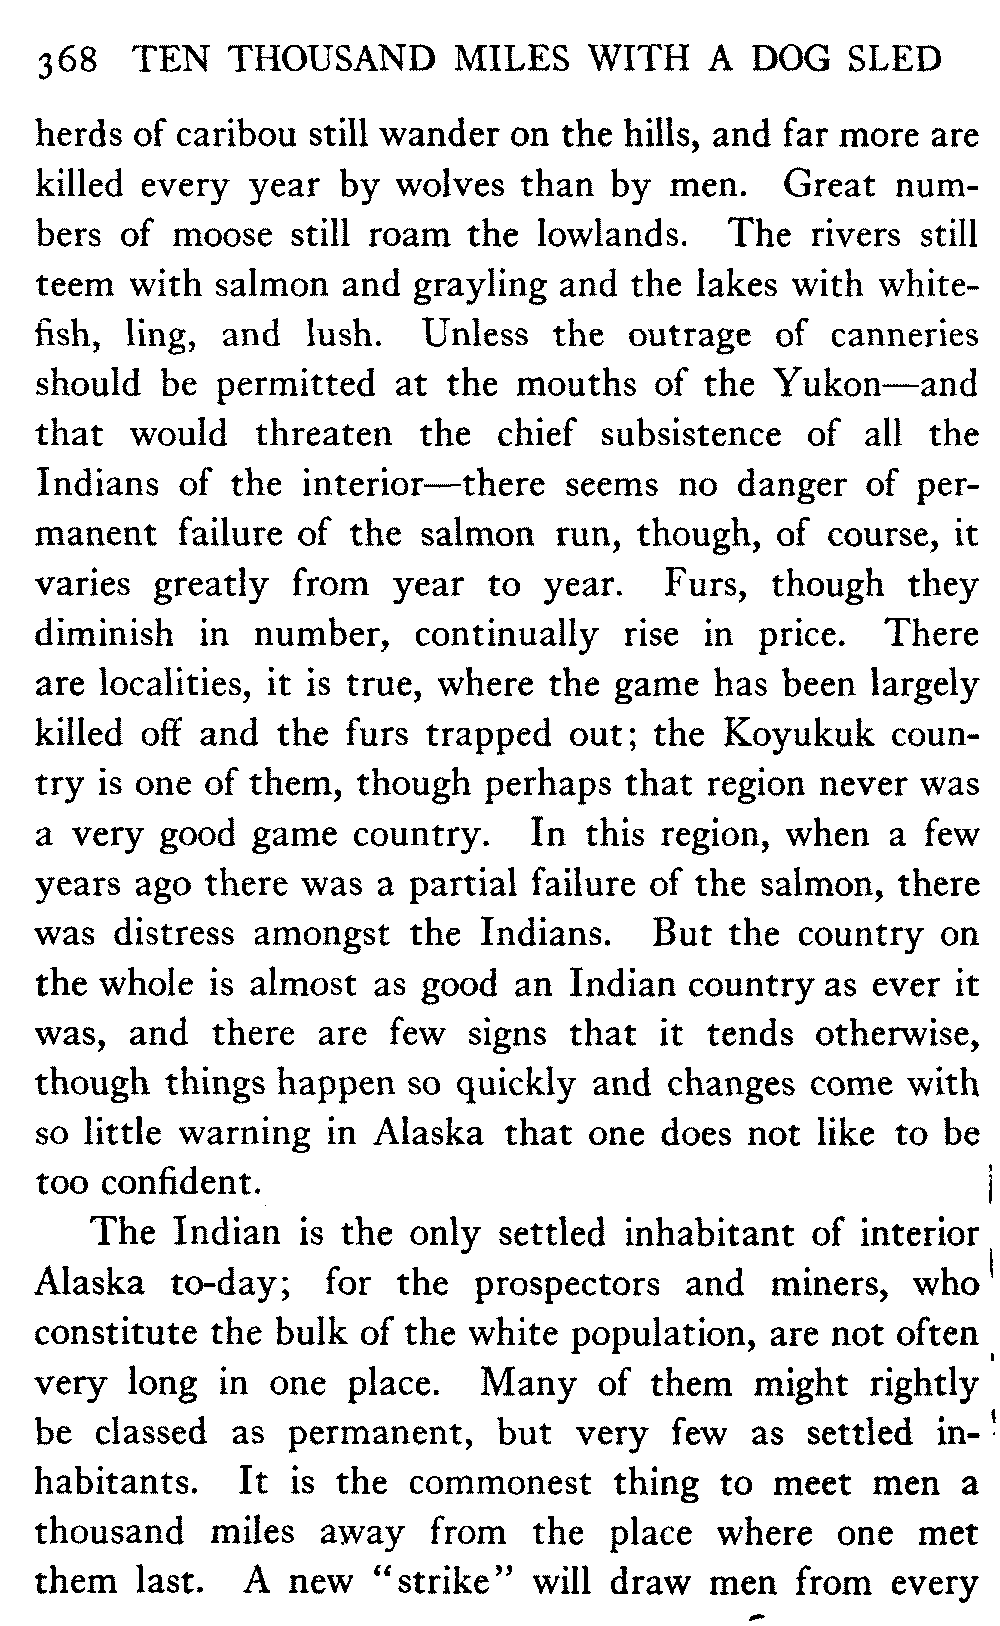 368 TEN THOUSAND MILES WITH A DOG SLED
herds of caribou still wander on the hills, and far more are
killed every year by wolves than by men. Great num-
bers of moose still roam the lowlands. The rivers still
teem with salmon and grayling and the lakes with white-
fish, ling, and lush. Unless the outrage of canneries
should be permitted at the mouths of the Yukon—and
that would threaten the chief subsistence of all the
Indians of the interior—there seems no danger of per-
manent failure of the salmon run, though, of course, it
varies greatly from year to year. Furs, though they
diminish in number, continually rise in price. There
are localities, it is true, where the game has been largely
killed off and the furs trapped out; the Koyukuk coun-
try is one of them, though perhaps that region never was
a very good game country. In this region, when a few
years ago there was a partial failure of the salmon, there
was distress amongst the Indians. But the country on
the whole is almost as good an Indian country as ever it
was, and there are few signs that it tends otherwise,
though things happen so quickly and changes come with
so little warning in Alaska that one does not like to be
too confident.
The Indian is the only settled inhabitant of interior
Alaska to-day; for the prospectors and miners, who
constitute the bulk of the white population, are not often
very long in one place. Many of them might rightly
be classed as permanent, but very few as settled in-
habitants. It is the commonest thing to meet men a
thousand miles away from the place where one met
them last. A new "strike" will draw men from every